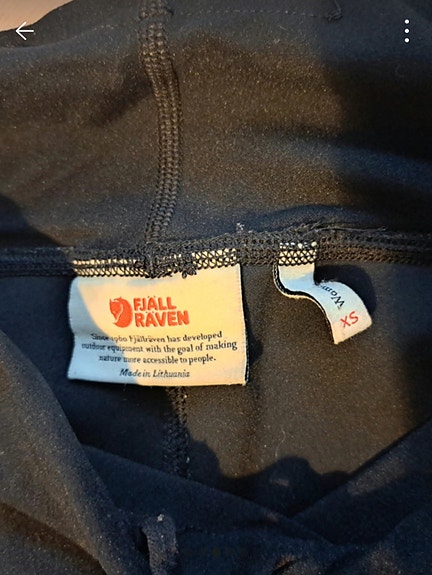 FJÄLL
RÄVEN
Since 1960 Fjällräven has developed
outdoor equipment with the goal of making
nature more accessible to people.
Made in Lithuania
XS